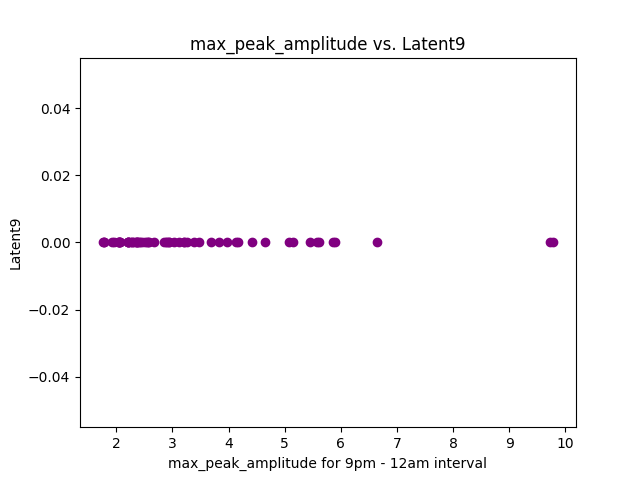 max_peak_amplitude vs. Latent9
0.04
0.02
0.00
−0.02
−0.04
Latent9
2 3 4 5 6 7 8 9 10
max_peak_amplitude for 9pm - 12am interval